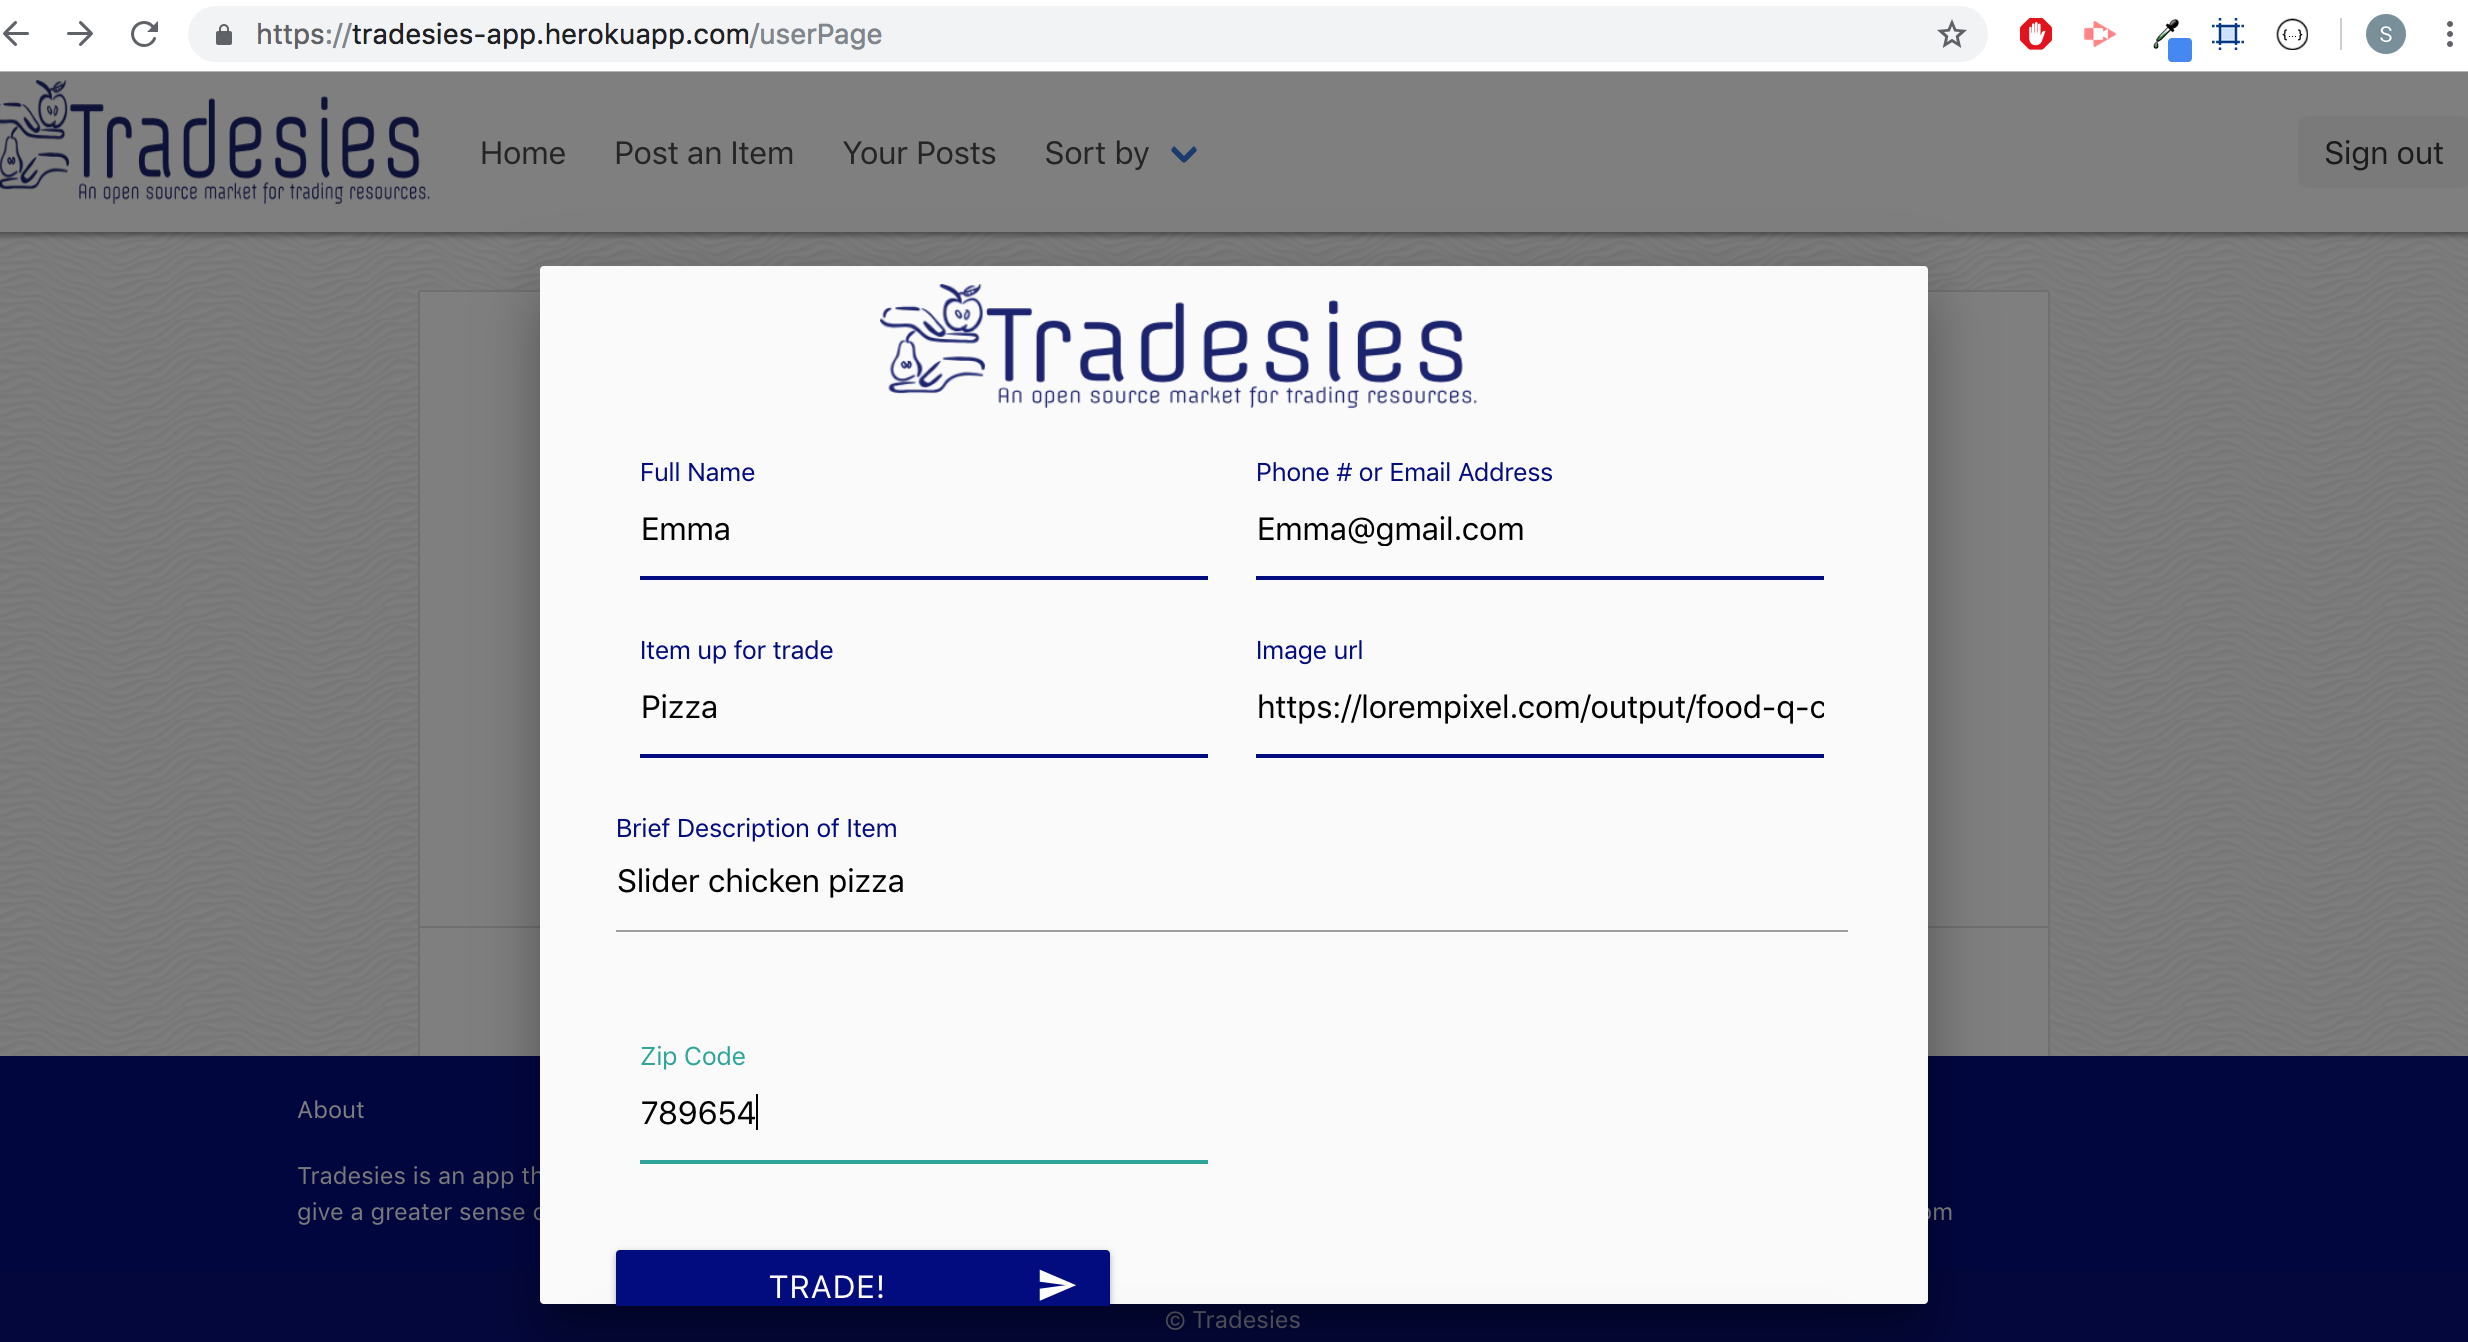 https://tradesies-app.herokuapp.com/userPage
S
Tradesies
An open source market for trading resources.
Home Post an Item Your Posts Sort by Sign out
Tradesies
An open source market for trading resources.
Full Name Phone # or Email Address
Emma Emma@gmail.com
Item up for trade Image url
Pizza https://lorempixel.com/output/food-q-c
Brief Description of Item
Slider chicken pizza
Zip Code
789654
TRADE!
About
Tradesies is an app th
give a greater sense
om
© Tradesies